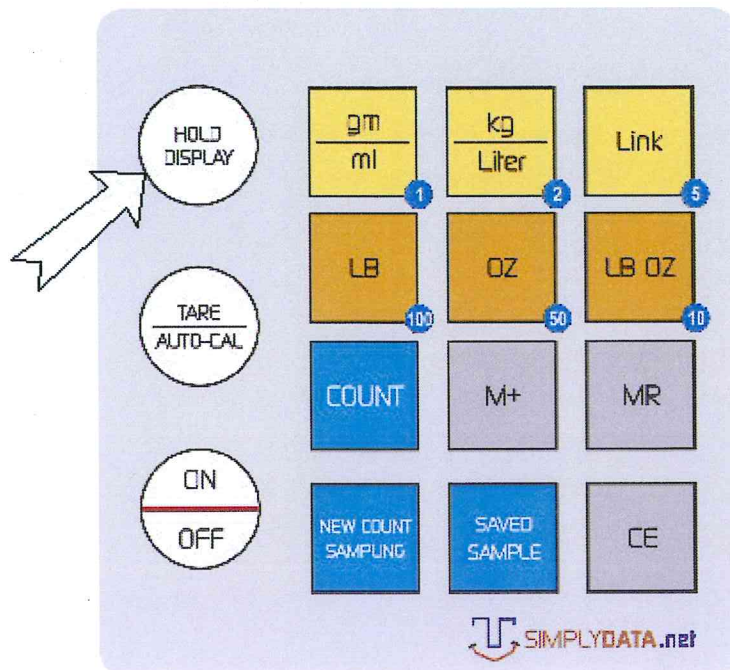 HOLD
DISPLAY
gm
ml
1
kg
Liter
2
Link
5
TARE
AUTO-CAL
LB
100
OZ
50
LB OZ
10
COUNT
M+
MR
ON
OFF
NEW COUNT
SAMPLING
SAVED
SAMPLE
CE
SIMPLYDATA.net